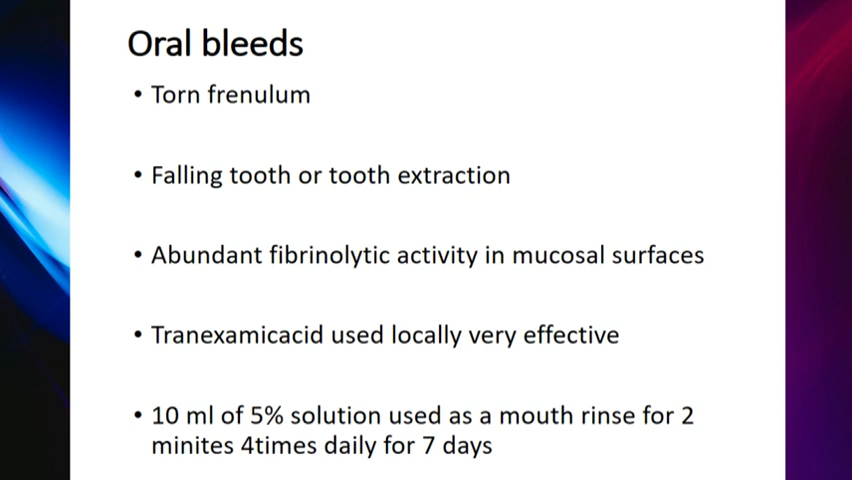 Oral bleeds
• Torn frenulum
• Falling tooth or tooth extraction
• Abundant fibrinolytic activity in mucosal surfaces
• Tranexamicacid used locally very effective
• 10 ml of 5% solution used as a mouth rinse for 2
minites 4times daily for 7 days